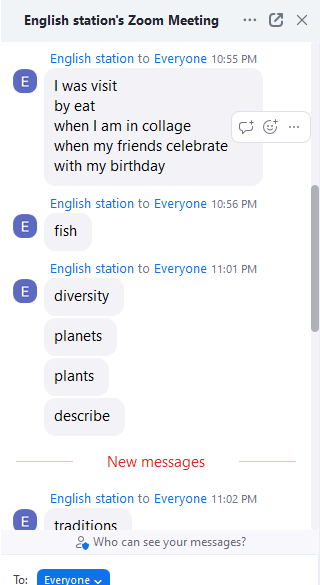 English station's Zoom Meeting
English station to Everyone 10:55 PM
E
I was visit
by eat
when I am in collage
when my friends celebrate
with my birthday
English station to Everyone 10:56 PM
E
fish
English station to Everyone 11:01 PM
E
diversity
planets
plants
describe
New messages
English station to Everyone 11:02 PM
E
traditions
Who can see your messages?
To: Everyone